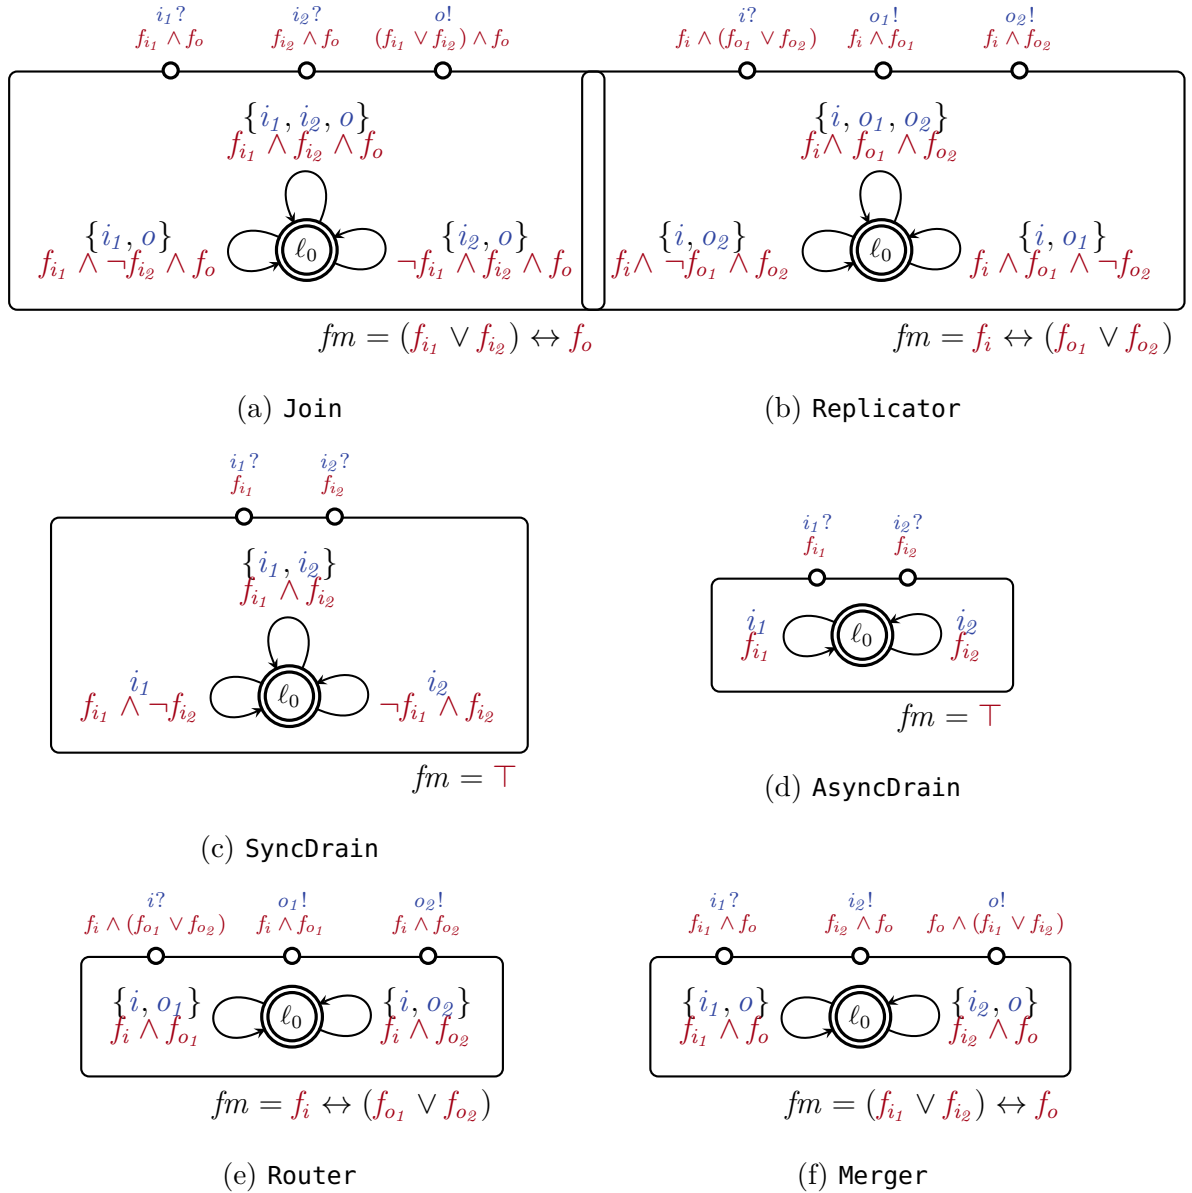 i₁? i₂? o!
f_{i₁} ∧ f_o f_{i₂} ∧ f_o (f_{i₁} ∨ f_{i₂}) ∧ f_o
{i₁, i₂, o}
f_{i₁} ∧ f_{i₂} ∧ f_o
{i₁, o} {i₂, o}
f_{i₁} ∧ ¬f_{i₂} ∧ f_o ℓ₀ ¬f_{i₁} ∧ f_{i₂} ∧ f_o
fm = (f_{i₁} ∨ f_{i₂}) ↔ f_o
(a) Join
i? o₁! o₂!
f_i ∧ (f_{o₁} ∨ f_{o₂}) f_i ∧ f_{o₁} f_i ∧ f_{o₂}
{i, o₁, o₂}
f_i ∧ f_{o₁} ∧ f_{o₂}
{i, o₂} {i, o₁}
f_i ∧ ¬f_{o₁} ∧ f_{o₂} ℓ₀ f_i ∧ f_{o₁} ∧ ¬f_{o₂}
fm = f_i ↔ (f_{o₁} ∨ f_{o₂})
(b) Replicator
i₁? i₂?
f_{i₁} f_{i₂}
{i₁, i₂}
f_{i₁} ∧ f_{i₂}
i₁ i₂
f_{i₁} ∧ ¬f_{i₂} ℓ₀ ¬f_{i₁} ∧ f_{i₂}
fm = ⊤
(c) SyncDrain
i₁? i₂?
f_{i₁} f_{i₂}
i₁ ℓ₀ i₂
f_{i₁} f_{i₂}
fm = ⊤
(d) AsyncDrain
i? o₁! o₂!
f_i ∧ (f_{o₁} ∨ f_{o₂}) f_i ∧ f_{o₁} f_i ∧ f_{o₂}
{i, o₁} ℓ₀ {i, o₂}
f_i ∧ f_{o₁} f_i ∧ f_{o₂}
fm = f_i ↔ (f_{o₁} ∨ f_{o₂})
(e) Router
i₁? i₂! o!
f_{i₁} ∧ f_o f_{i₂} ∧ f_o f_o ∧ (f_{i₁} ∨ f_{i₂})
{i₁, o} ℓ₀ {i₂, o}
f_{i₁} ∧ f_o f_{i₂} ∧ f_o
fm = (f_{i₁} ∨ f_{i₂}) ↔ f_o
(f) Merger